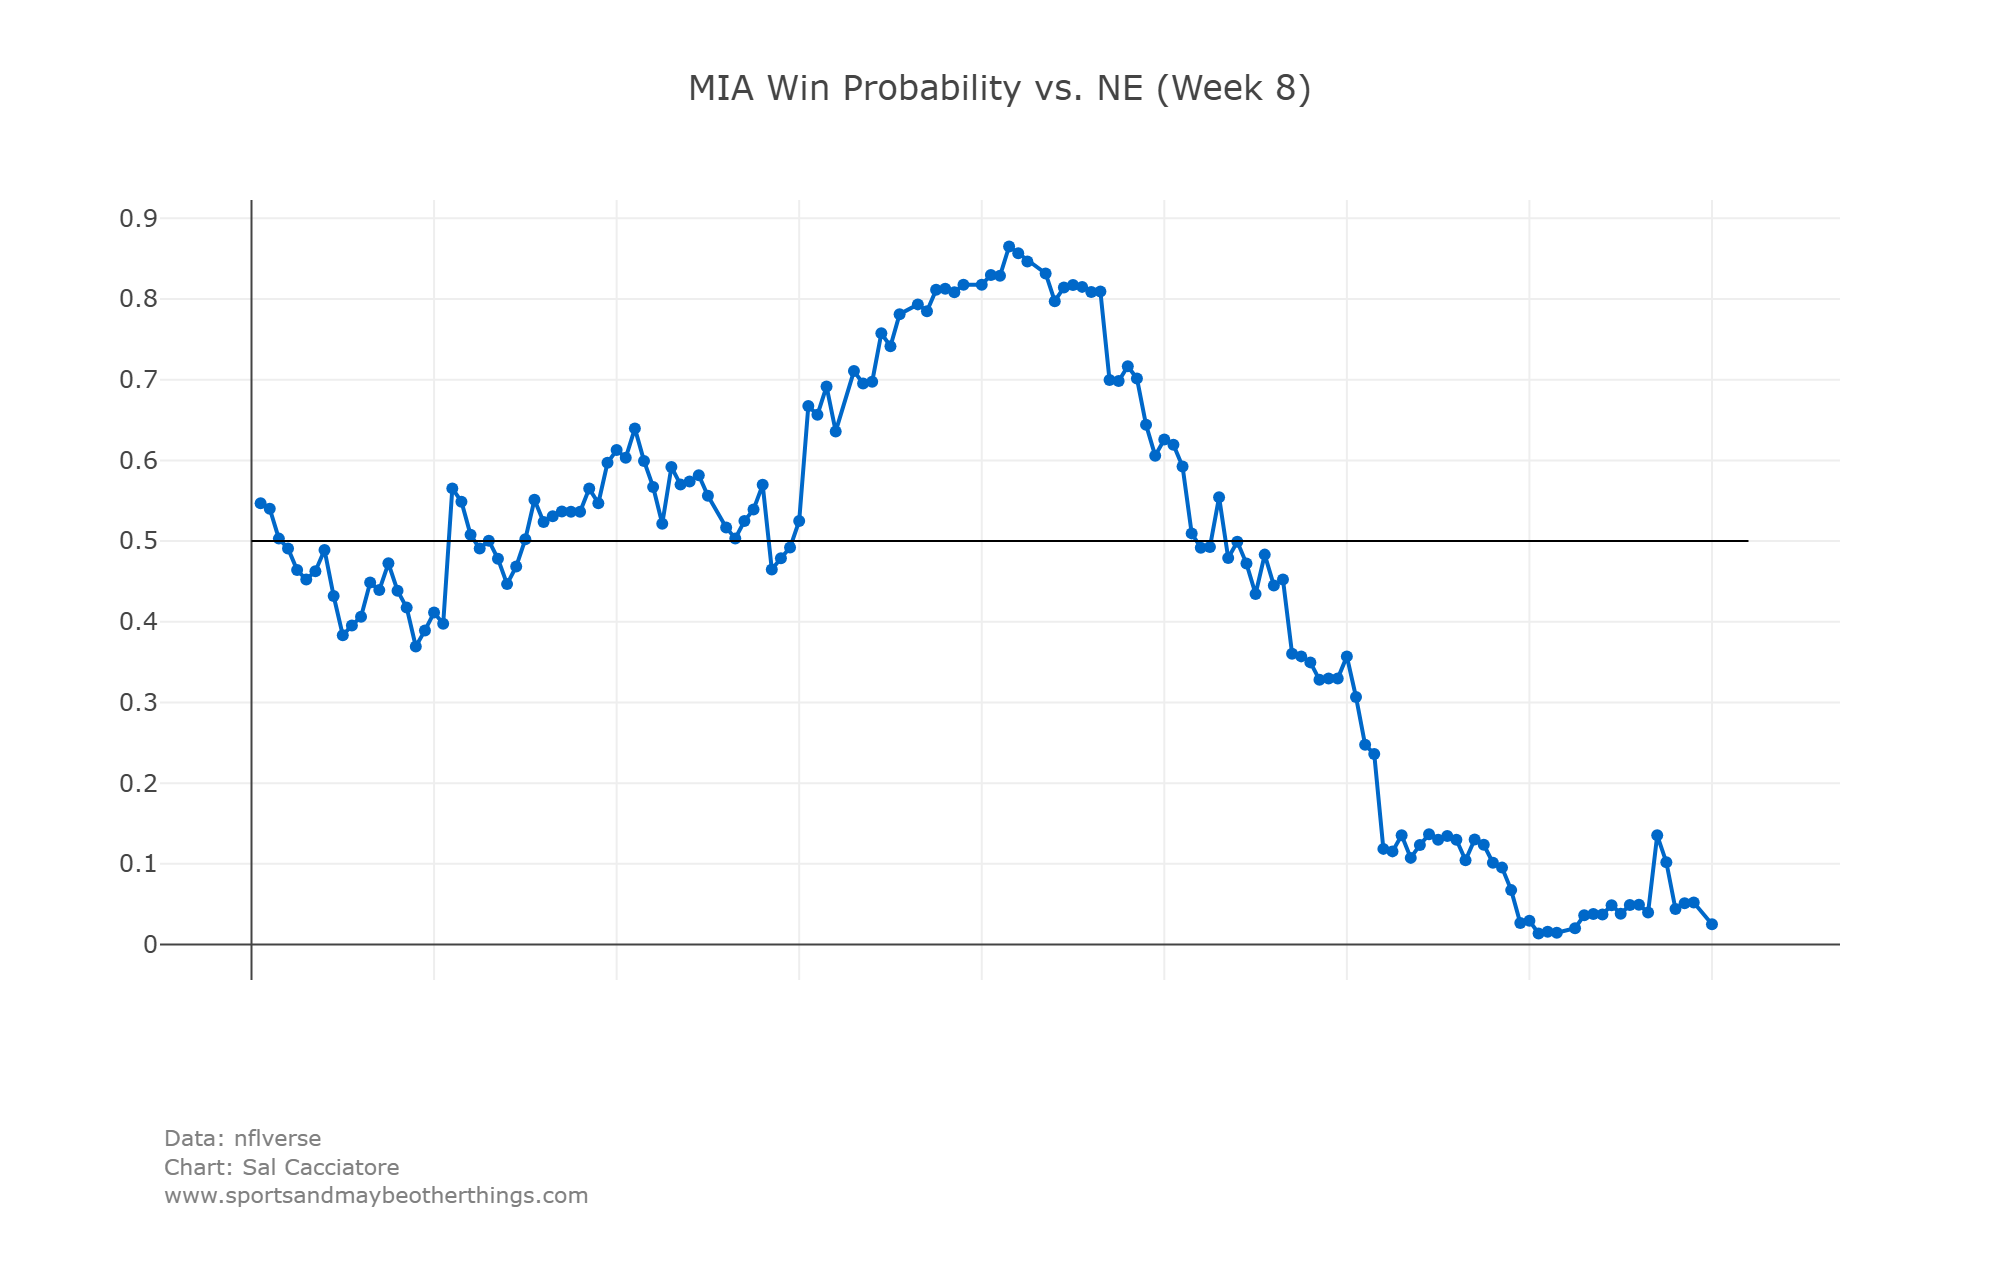 MIA Win Probability vs. NE (Week 8)
0.9
0.8
0.7
0.6
0.5
0.4
0.3
0.2
0.1
0
Data: nflverse
Chart: Sal Cacciatore
www.sportsandmaybeotherthings.com